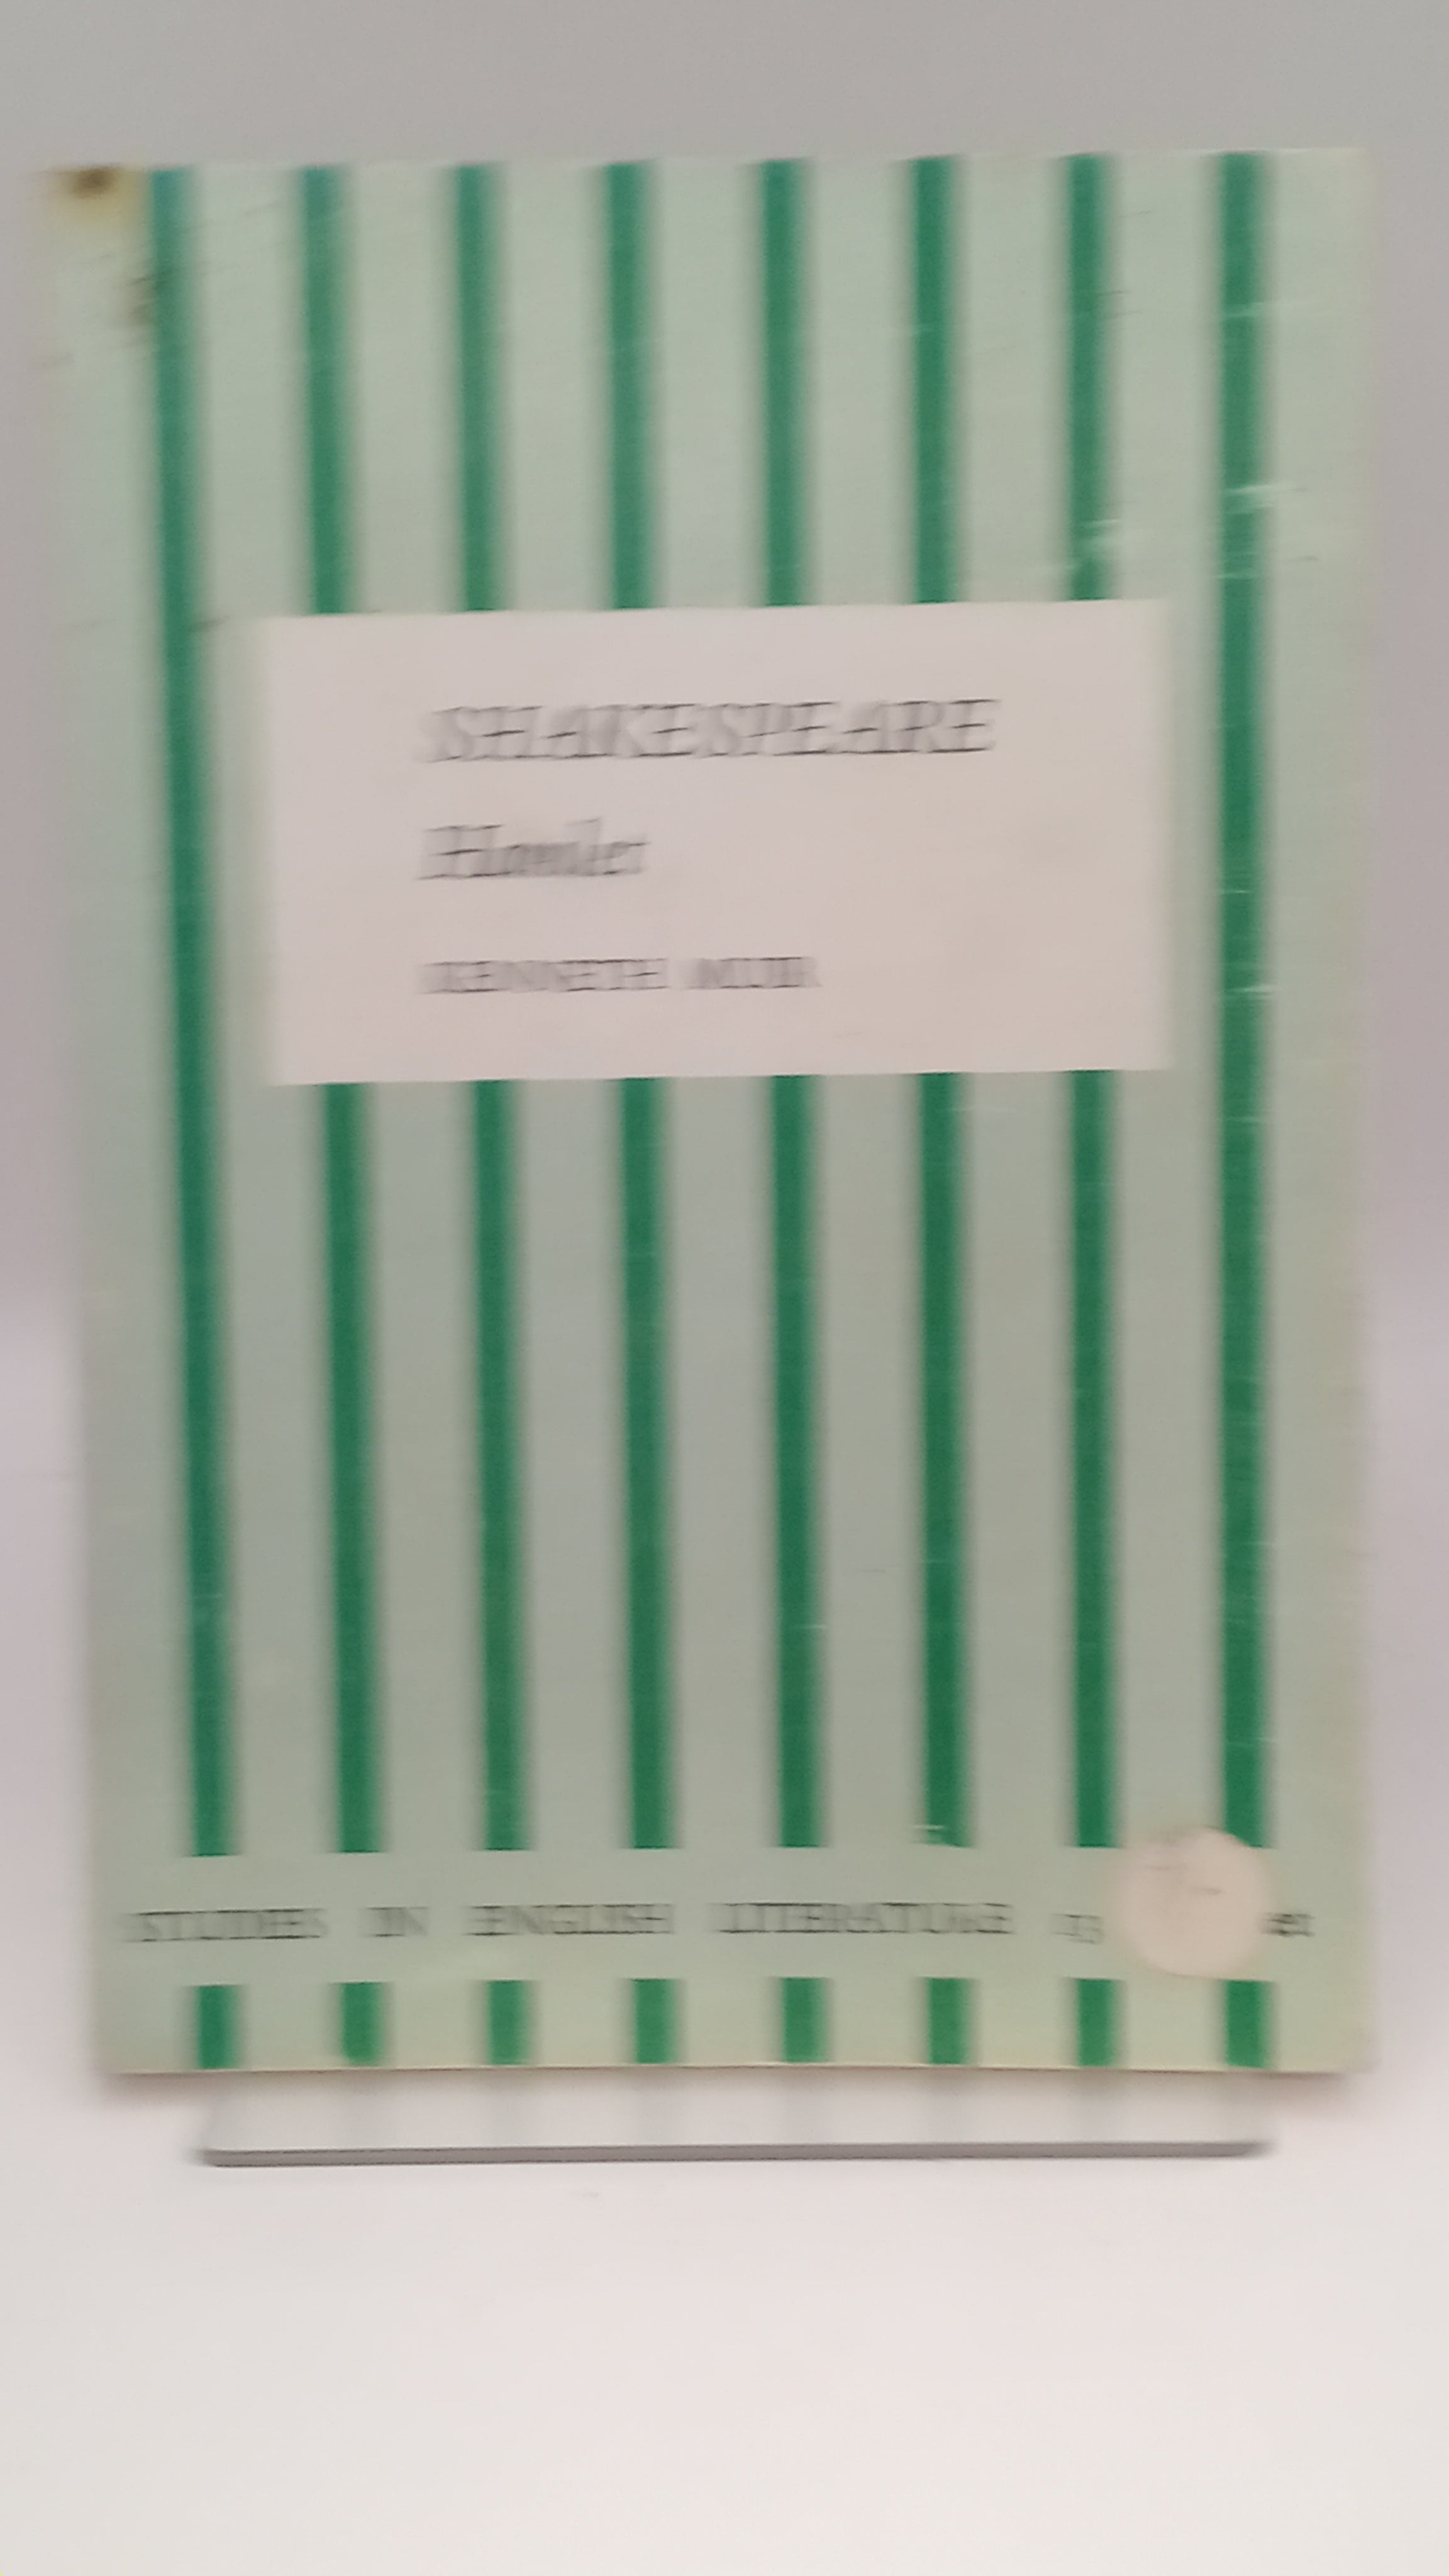 SHAKESPEARE
Hamlet
KENNETH MUIR
STUDIES IN ENGLISH LITERATURE